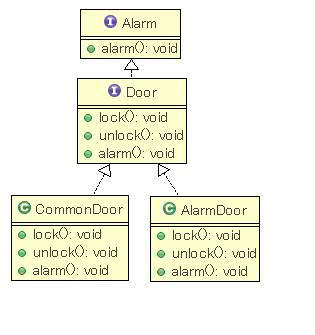 I Alarm
alarm(): void
I Door
lock(): void
unlock(): void
alarm(): void
C CommonDoor
lock(): void
unlock(): void
alarm(): void
C AlarmDoor
lock(): void
unlock(): void
alarm(): void